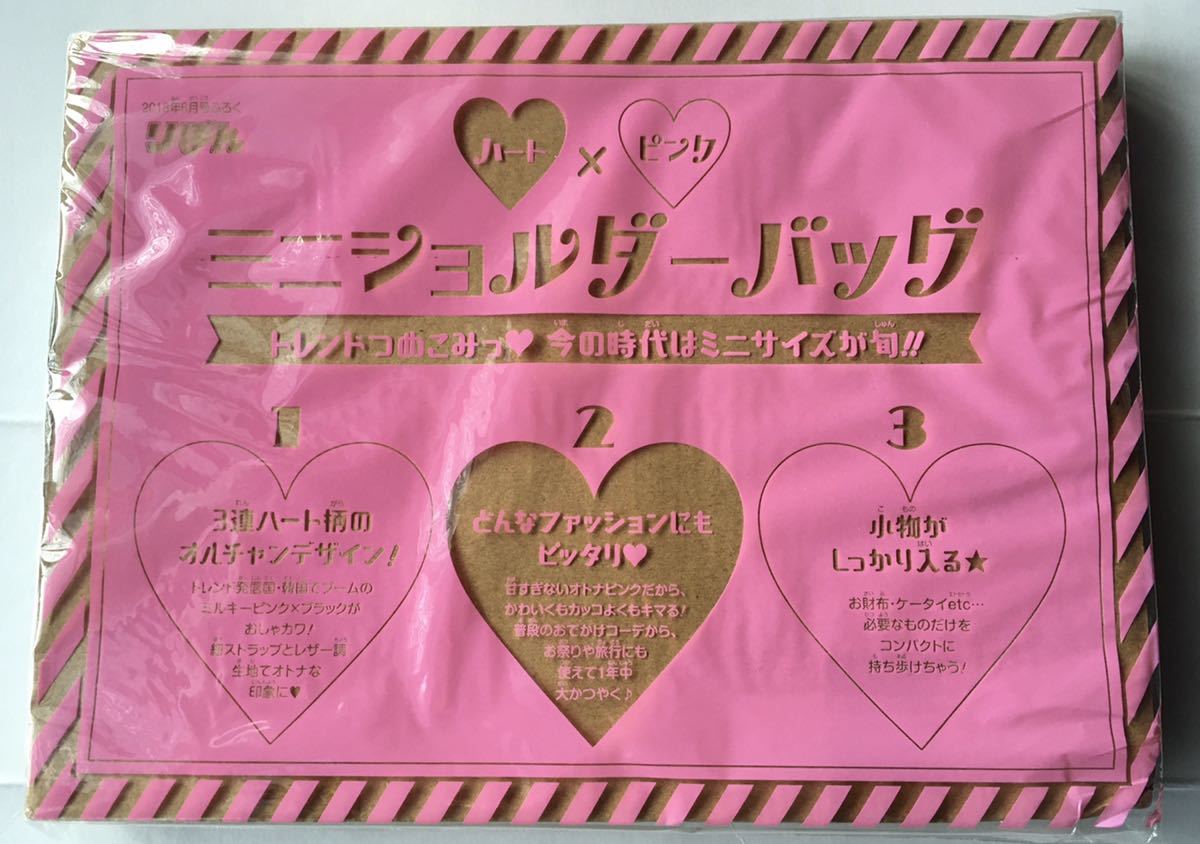 2018年8月号ふろく
りぼん
ハート × ピンク
ミニショルダーバッグ
トレンドつめこみっ♥ 今の時代はミニサイズが旬!!
1
3連ハート柄の
オルチャンデザイン!
トレンド発信国・韓国でブームの
ミルキーピンク×ブラックが
おしゃカワ!
細ストラップとレザー調
生地でオトナな
印象に♥
2
どんなファッションにも
ピッタリ♥
甘すぎないオトナピンクだから、
かわいくもカッコよくもキマる!
普段のおでかけコーデから、
お祭りや旅行にも
使えて1年中
大かつやく♪
3
小物が
しっかり入る★
お財布・ケータイetc…
必要なものだけを
コンパクトに
持ち歩けちゃう!